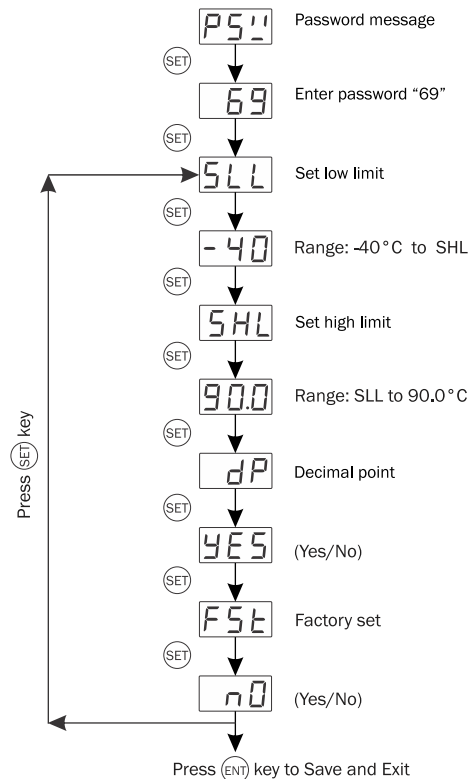 PSW Password message
SET
69 Enter password “69”
SET
SLL Set low limit
SET
-40 Range: -40°C to SHL
SET
SHL Set high limit
SET
90.0 Range: SLL to 90.0°C
SET
dP Decimal point
SET
YES (Yes/No)
SET
FSt Factory set
SET
n0 (Yes/No)
Press SET key
Press ENT key to Save and Exit